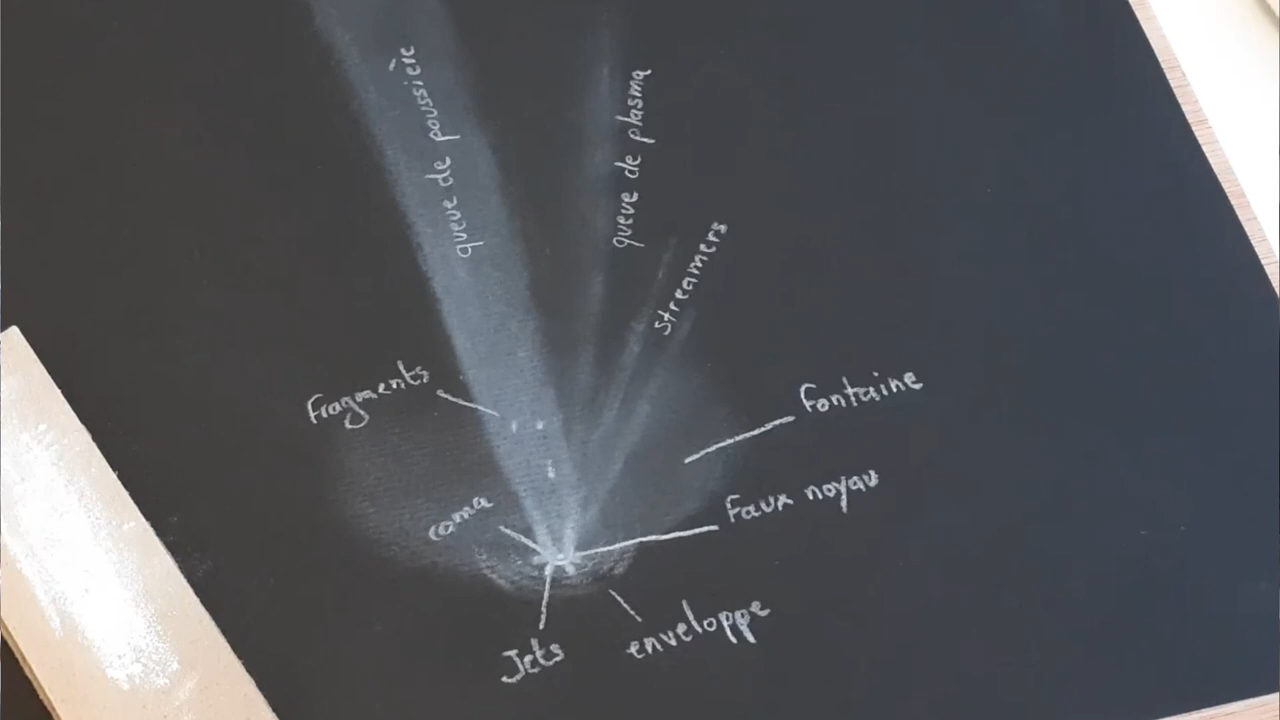 queue de poussière
queue de plasma
streamers
fragments
fontaine
coma
Faux noyau
Jets
enveloppe